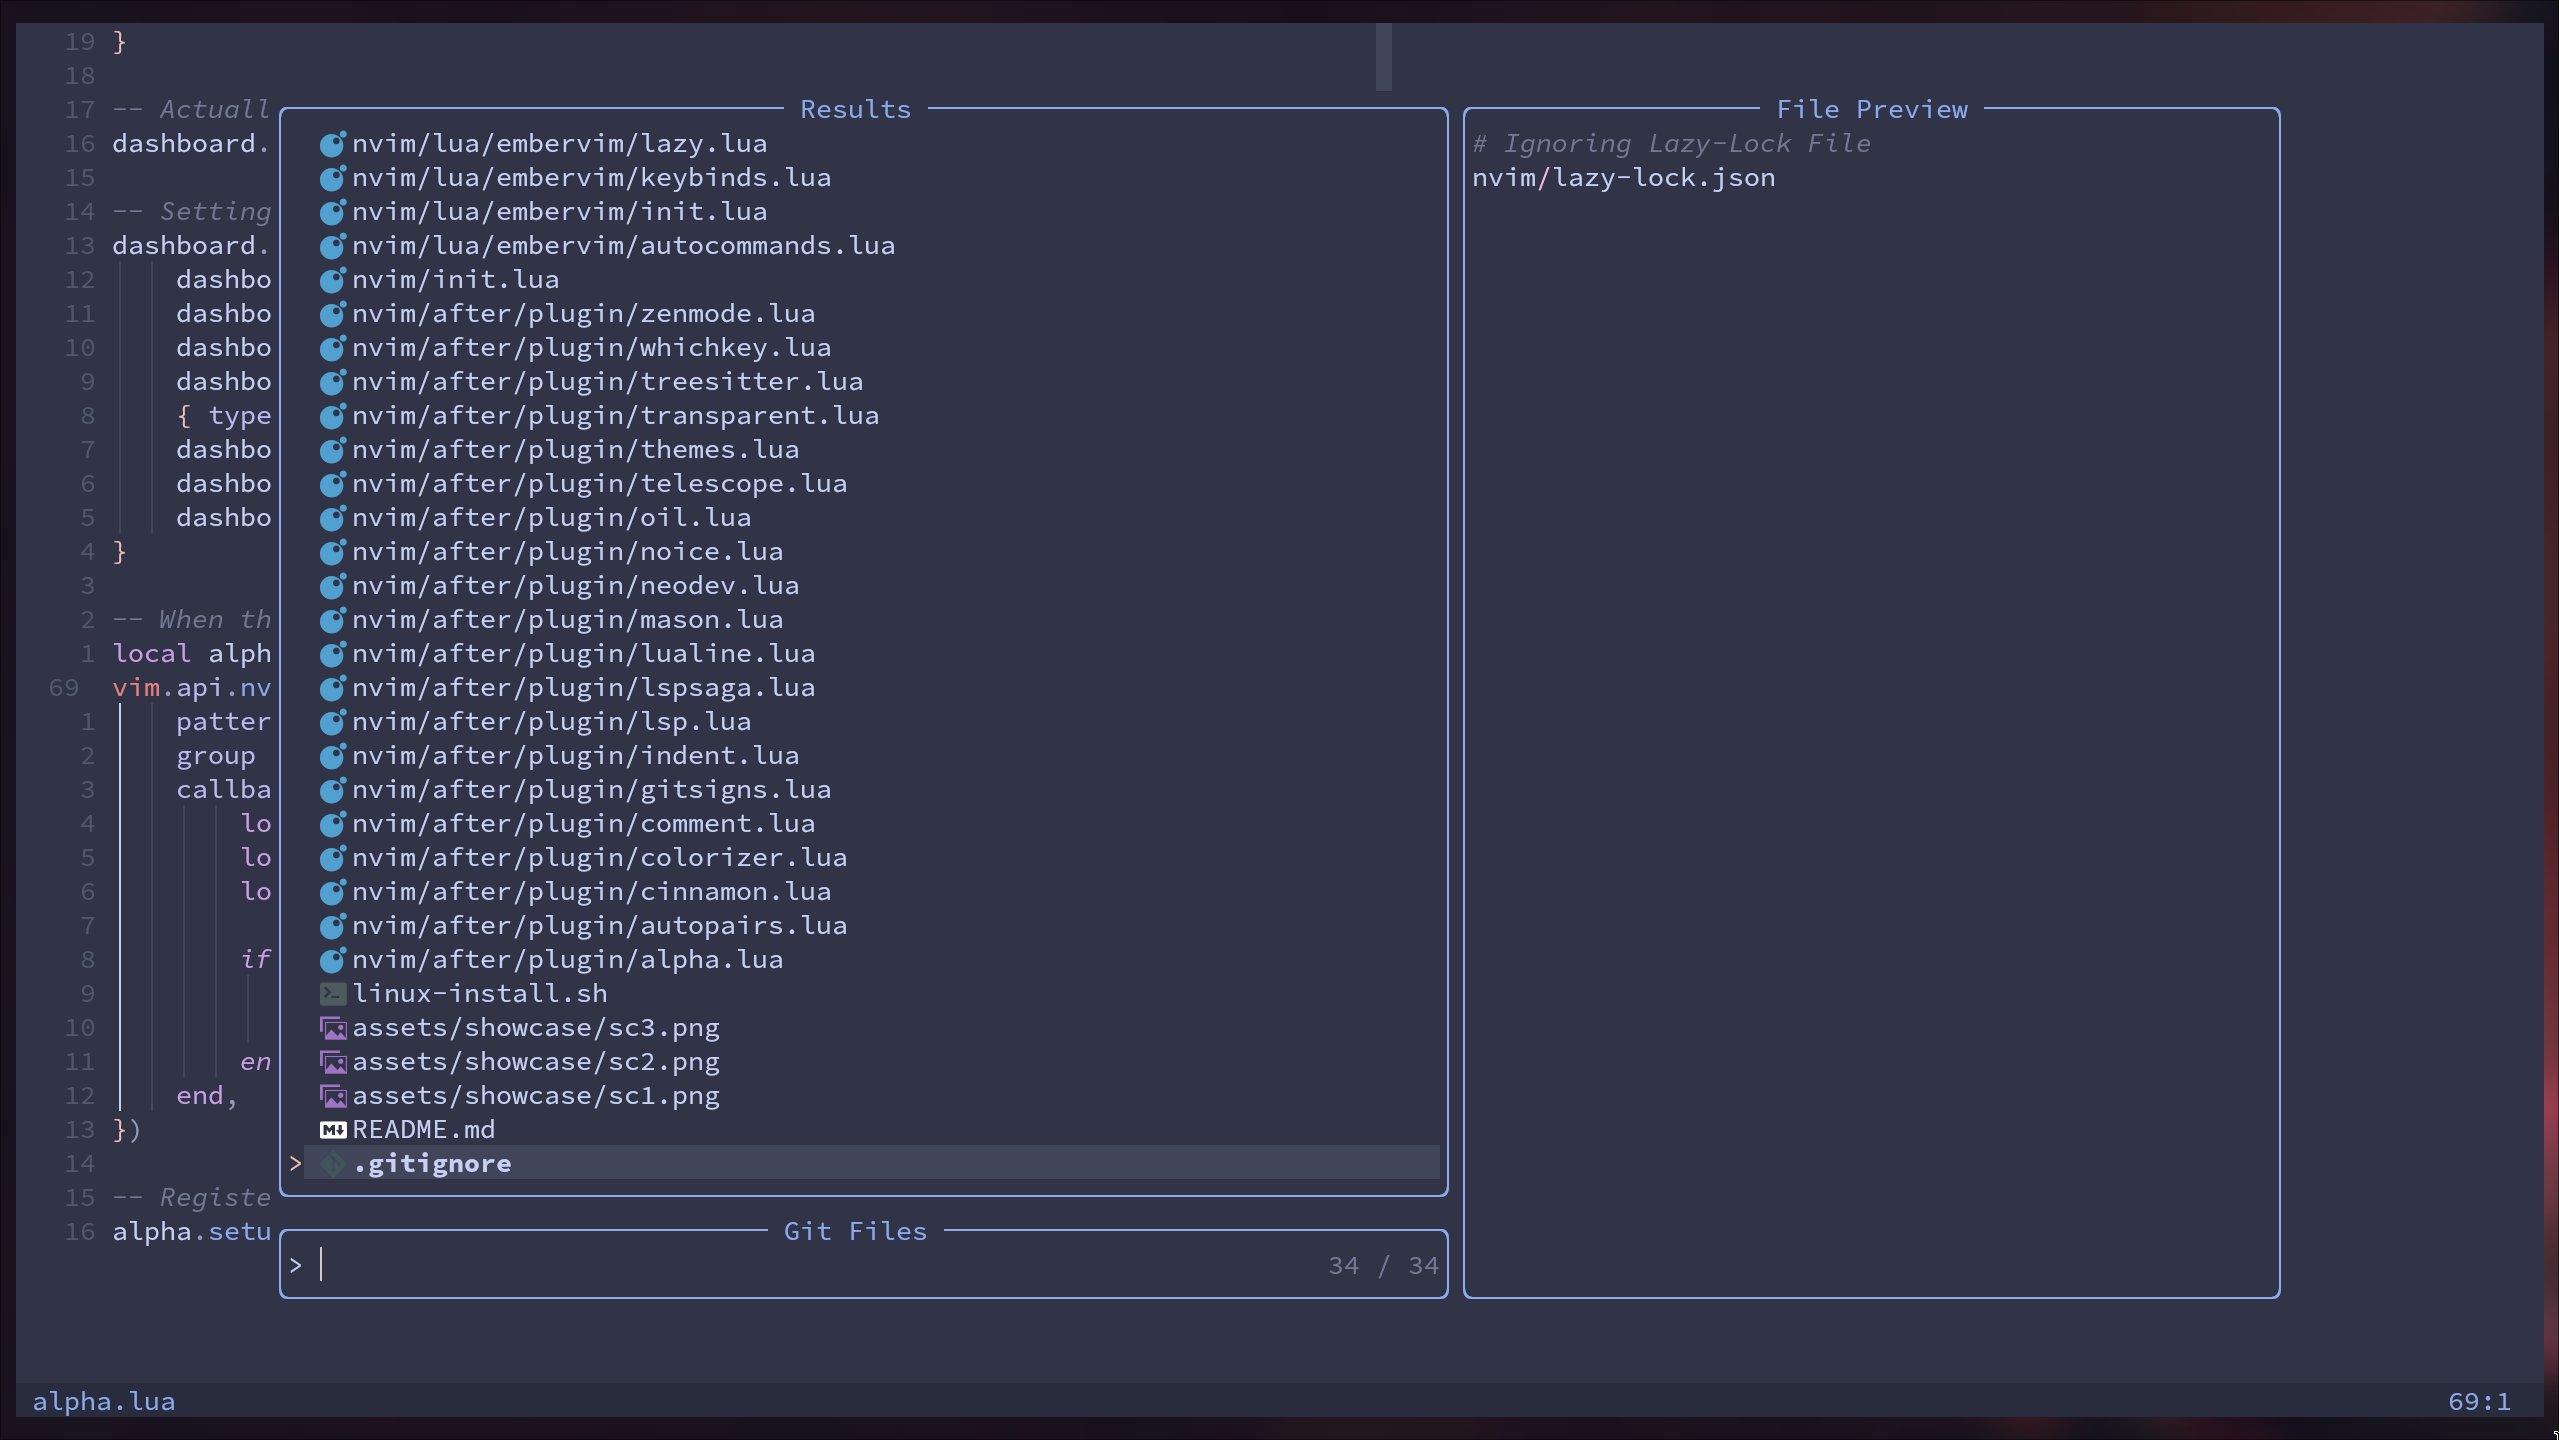 19 }
18
17 -- Actuall
16 dashboard.
15
14 -- Setting
13 dashboard.
12 dashbo
11 dashbo
10 dashbo
9 dashbo
8 { type
7 dashbo
6 dashbo
5 dashbo
4 }
3
2 -- When th
1 local alph
69 vim.api.nv
1 patter
2 group
3 callba
4 lo
5 lo
6 lo
7
8 if
9
10
11 en
12 end,
13 })
14
15 -- Registe
16 alpha.setu
Results
nvim/lua/embervim/lazy.lua
nvim/lua/embervim/keybinds.lua
nvim/lua/embervim/init.lua
nvim/lua/embervim/autocommands.lua
nvim/init.lua
nvim/after/plugin/zenmode.lua
nvim/after/plugin/whichkey.lua
nvim/after/plugin/treesitter.lua
nvim/after/plugin/transparent.lua
nvim/after/plugin/themes.lua
nvim/after/plugin/telescope.lua
nvim/after/plugin/oil.lua
nvim/after/plugin/noice.lua
nvim/after/plugin/neodev.lua
nvim/after/plugin/mason.lua
nvim/after/plugin/lualine.lua
nvim/after/plugin/lspsaga.lua
nvim/after/plugin/lsp.lua
nvim/after/plugin/indent.lua
nvim/after/plugin/gitsigns.lua
nvim/after/plugin/comment.lua
nvim/after/plugin/colorizer.lua
nvim/after/plugin/cinnamon.lua
nvim/after/plugin/autopairs.lua
nvim/after/plugin/alpha.lua
linux-install.sh
assets/showcase/sc3.png
assets/showcase/sc2.png
assets/showcase/sc1.png
README.md
> .gitignore
Git Files
> 34 / 34
File Preview
# Ignoring Lazy-Lock File
nvim/lazy-lock.json
alpha.lua 69:1